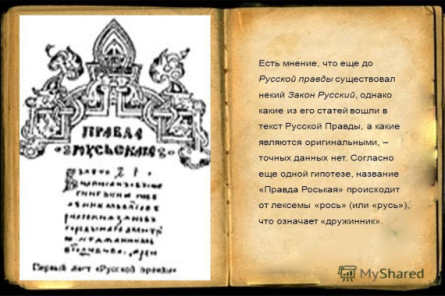 ПРАВДА
РУСЬСКАЯ
Первый лист «Русской правды»
Есть мнение, что еще до
Русской правды существовал
некий Закон Русский, однако
какие из его статей вошли в
текст Русской Правды, а какие
являются оригинальными, –
точных данных нет. Согласно
еще одной гипотезе, название
«Правда Роськая» происходит
от лексемы «рось» (или «русь»),
что означает «дружинник».
MyShared